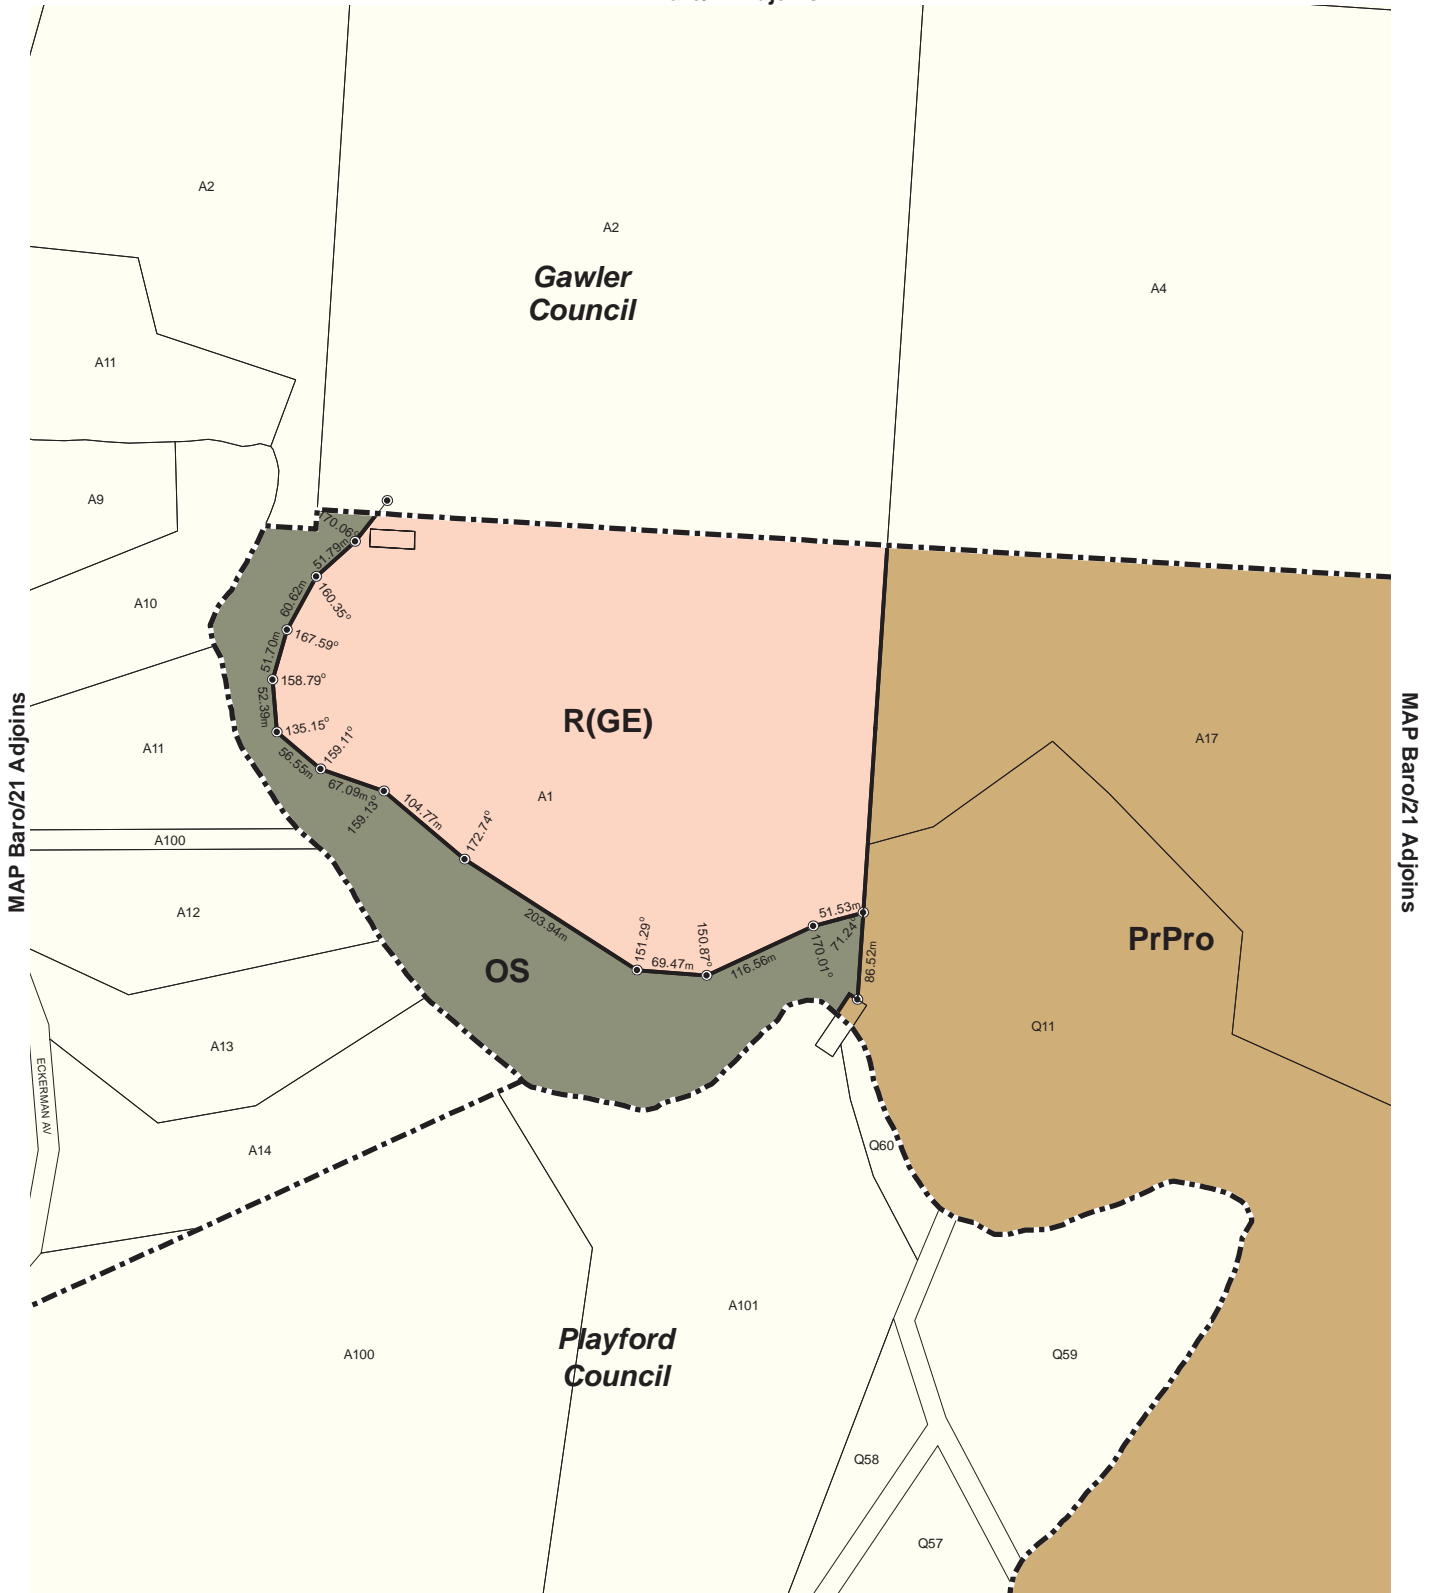 A2
A2
Gawler
Council
A4
A11
A9
70.06°
51.79m
160.35°
60.62m
A10
167.59°
51.70m
158.79°
52.39m
135.15°
159.11°
56.55m
67.09m
159.13°
104.77m
172.74°
R(GE)
A1
A11
A17
MAP Baro/21 Adjoins
MAP Baro/21 Adjoins
A100
A12
203.94m
151.29°
69.47m
150.87°
116.56m
51.53m
170.01°
71.24°
86.52m
OS
PrPro
Q11
A13
ECKERMAN AV
A14
Q60
A101
Playford
Council
A100
Q59
Q58
Q57